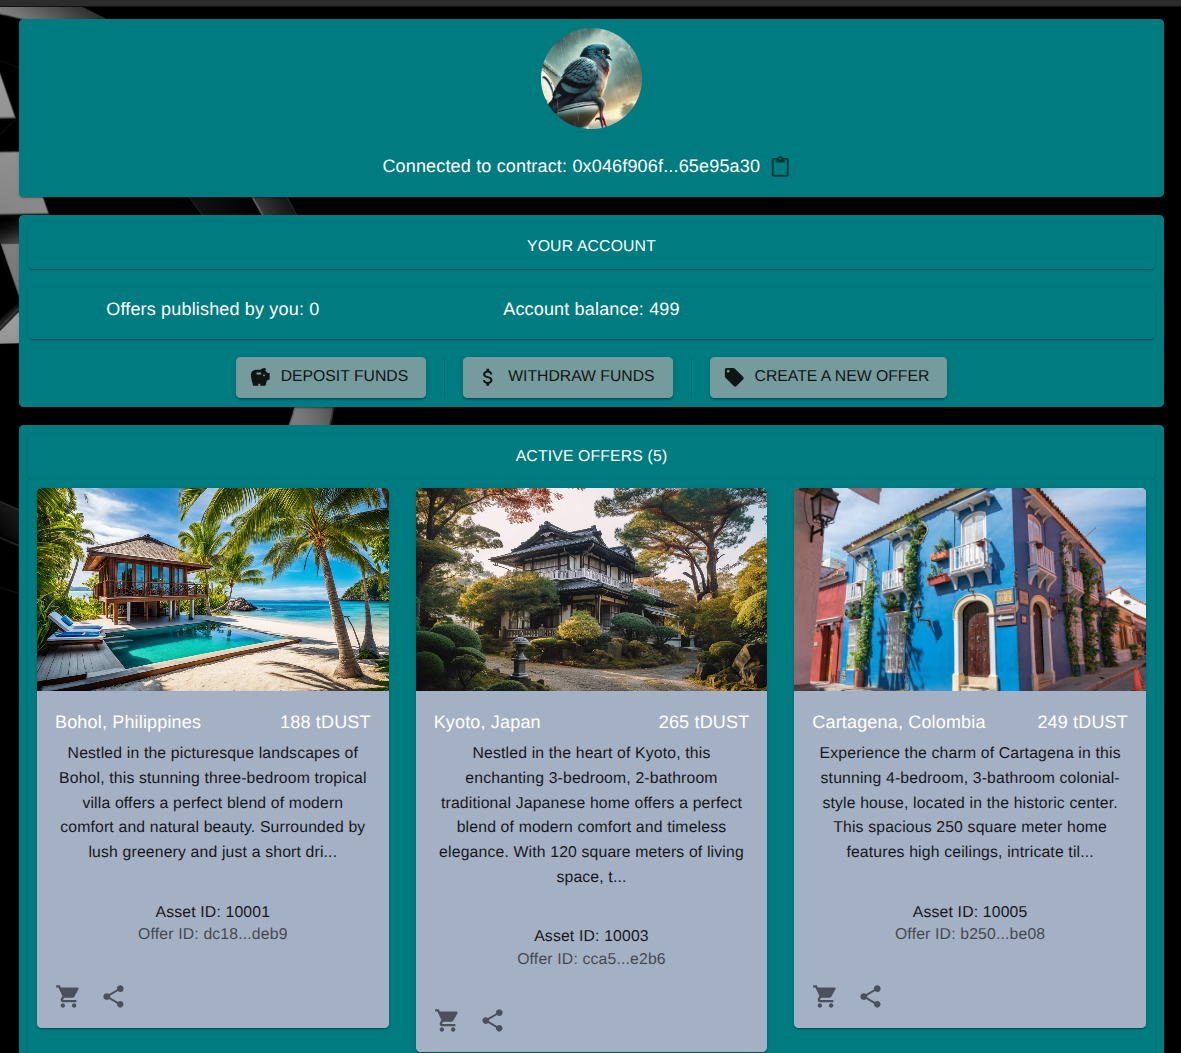 Connected to contract: 0x046f906f...65e95a30
YOUR ACCOUNT
Offers published by you: 0
Account balance: 499
DEPOSIT FUNDS
WITHDRAW FUNDS
CREATE A NEW OFFER
ACTIVE OFFERS (5)
Bohol, Philippines
188 tDUST
Nestled in the picturesque landscapes of
Bohol, this stunning three-bedroom tropical
villa offers a perfect blend of modern
comfort and natural beauty. Surrounded by
lush greenery and just a short dri...
Asset ID: 10001
Offer ID: dc18...deb9
Kyoto, Japan
265 tDUST
Nestled in the heart of Kyoto, this
enchanting 3-bedroom, 2-bathroom
traditional Japanese home offers a perfect
blend of modern comfort and timeless
elegance. With 120 square meters of living
space, t...
Asset ID: 10003
Offer ID: cca5...e2b6
Cartagena, Colombia
249 tDUST
Experience the charm of Cartagena in this
stunning 4-bedroom, 3-bathroom colonial-
style house, located in the historic center.
This spacious 250 square meter home
features high ceilings, intricate til...
Asset ID: 10005
Offer ID: b250...be08